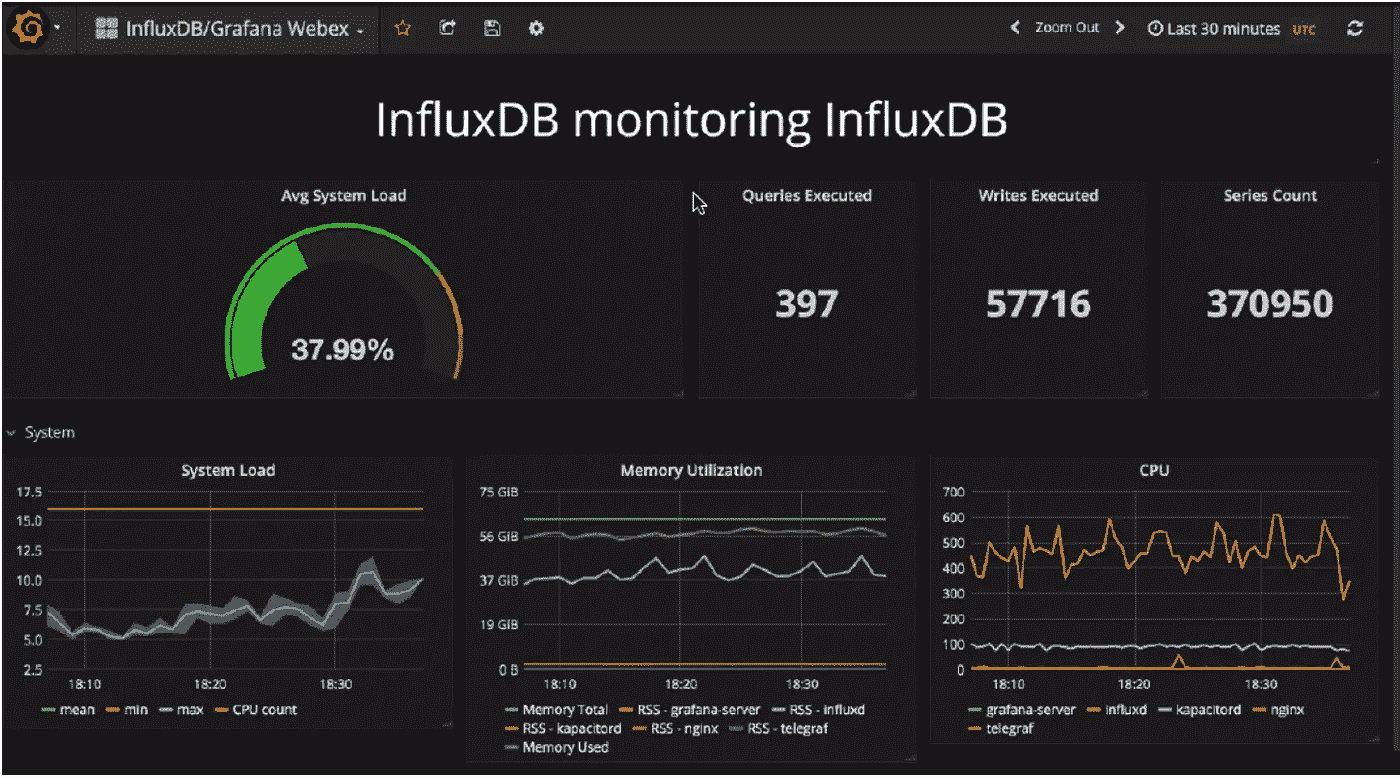 InfluxDB/Grafana Webex
Zoom Out
Last 30 minutes UTC
InfluxDB monitoring InfluxDB
Avg System Load
Queries Executed
Writes Executed
Series Count
37.99%
397
57716
370950
System
System Load
17.5
15.0
12.5
10.0
7.5
5.0
2.5
18:10
18:20
18:30
mean min max CPU count
Memory Utilization
75 GiB
56 GiB
37 GiB
19 GiB
0 B
18:10
18:20
18:30
Memory Total RSS - grafana-server RSS - influxd
RSS - kapacitord RSS - nginx RSS - telegraf
Memory Used
CPU
700
600
500
400
300
200
100
0
18:10
18:20
18:30
grafana-server influxd kapacitord nginx
telegraf